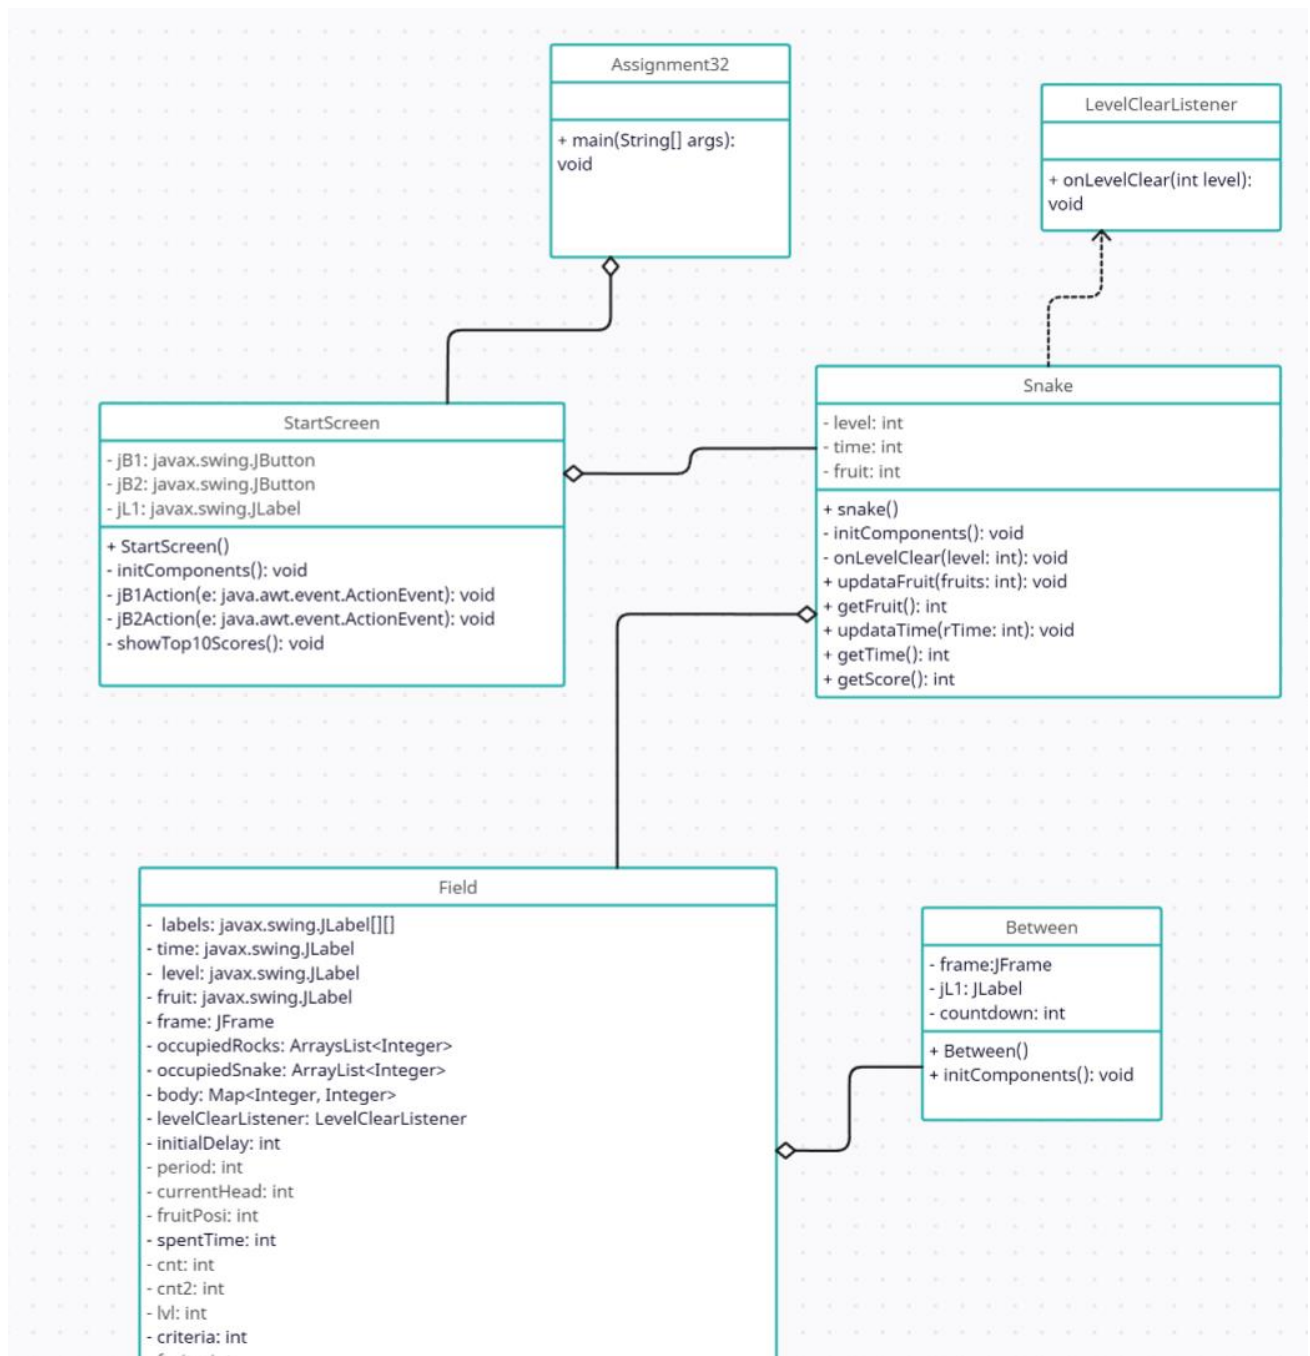 Assignment32
+ main(String[] args):
void
LevelClearListener
+ onLevelClear(int level):
void
StartScreen
- jB1: javax.swing.JButton
- jB2: javax.swing.JButton
- jL1: javax.swing.JLabel
+ StartScreen()
- initComponents(): void
- jB1Action(e: java.awt.event.ActionEvent): void
- jB2Action(e: java.awt.event.ActionEvent): void
- showTop10Scores(): void
Snake
- level: int
- time: int
- fruit: int
+ snake()
- initComponents(): void
- onLevelClear(level: int): void
+ updataFruit(fruits: int): void
+ getFruit(): int
+ updataTime(rTime: int): void
+ getTime(): int
+ getScore(): int
Field
- labels: javax.swing.JLabel[][]
- time: javax.swing.JLabel
- level: javax.swing.JLabel
- fruit: javax.swing.JLabel
- frame: JFrame
- occupiedRocks: ArraysList<Integer>
- occupiedSnake: ArrayList<Integer>
- body: Map<Integer, Integer>
- levelClearListener: LevelClearListener
- initialDelay: int
- period: int
- currentHead: int
- fruitPosi: int
- spentTime: int
- cnt: int
- cnt2: int
- lvl: int
- criteria: int
Between
- frame:JFrame
- jL1: JLabel
- countdown: int
+ Between()
+ initComponents(): void